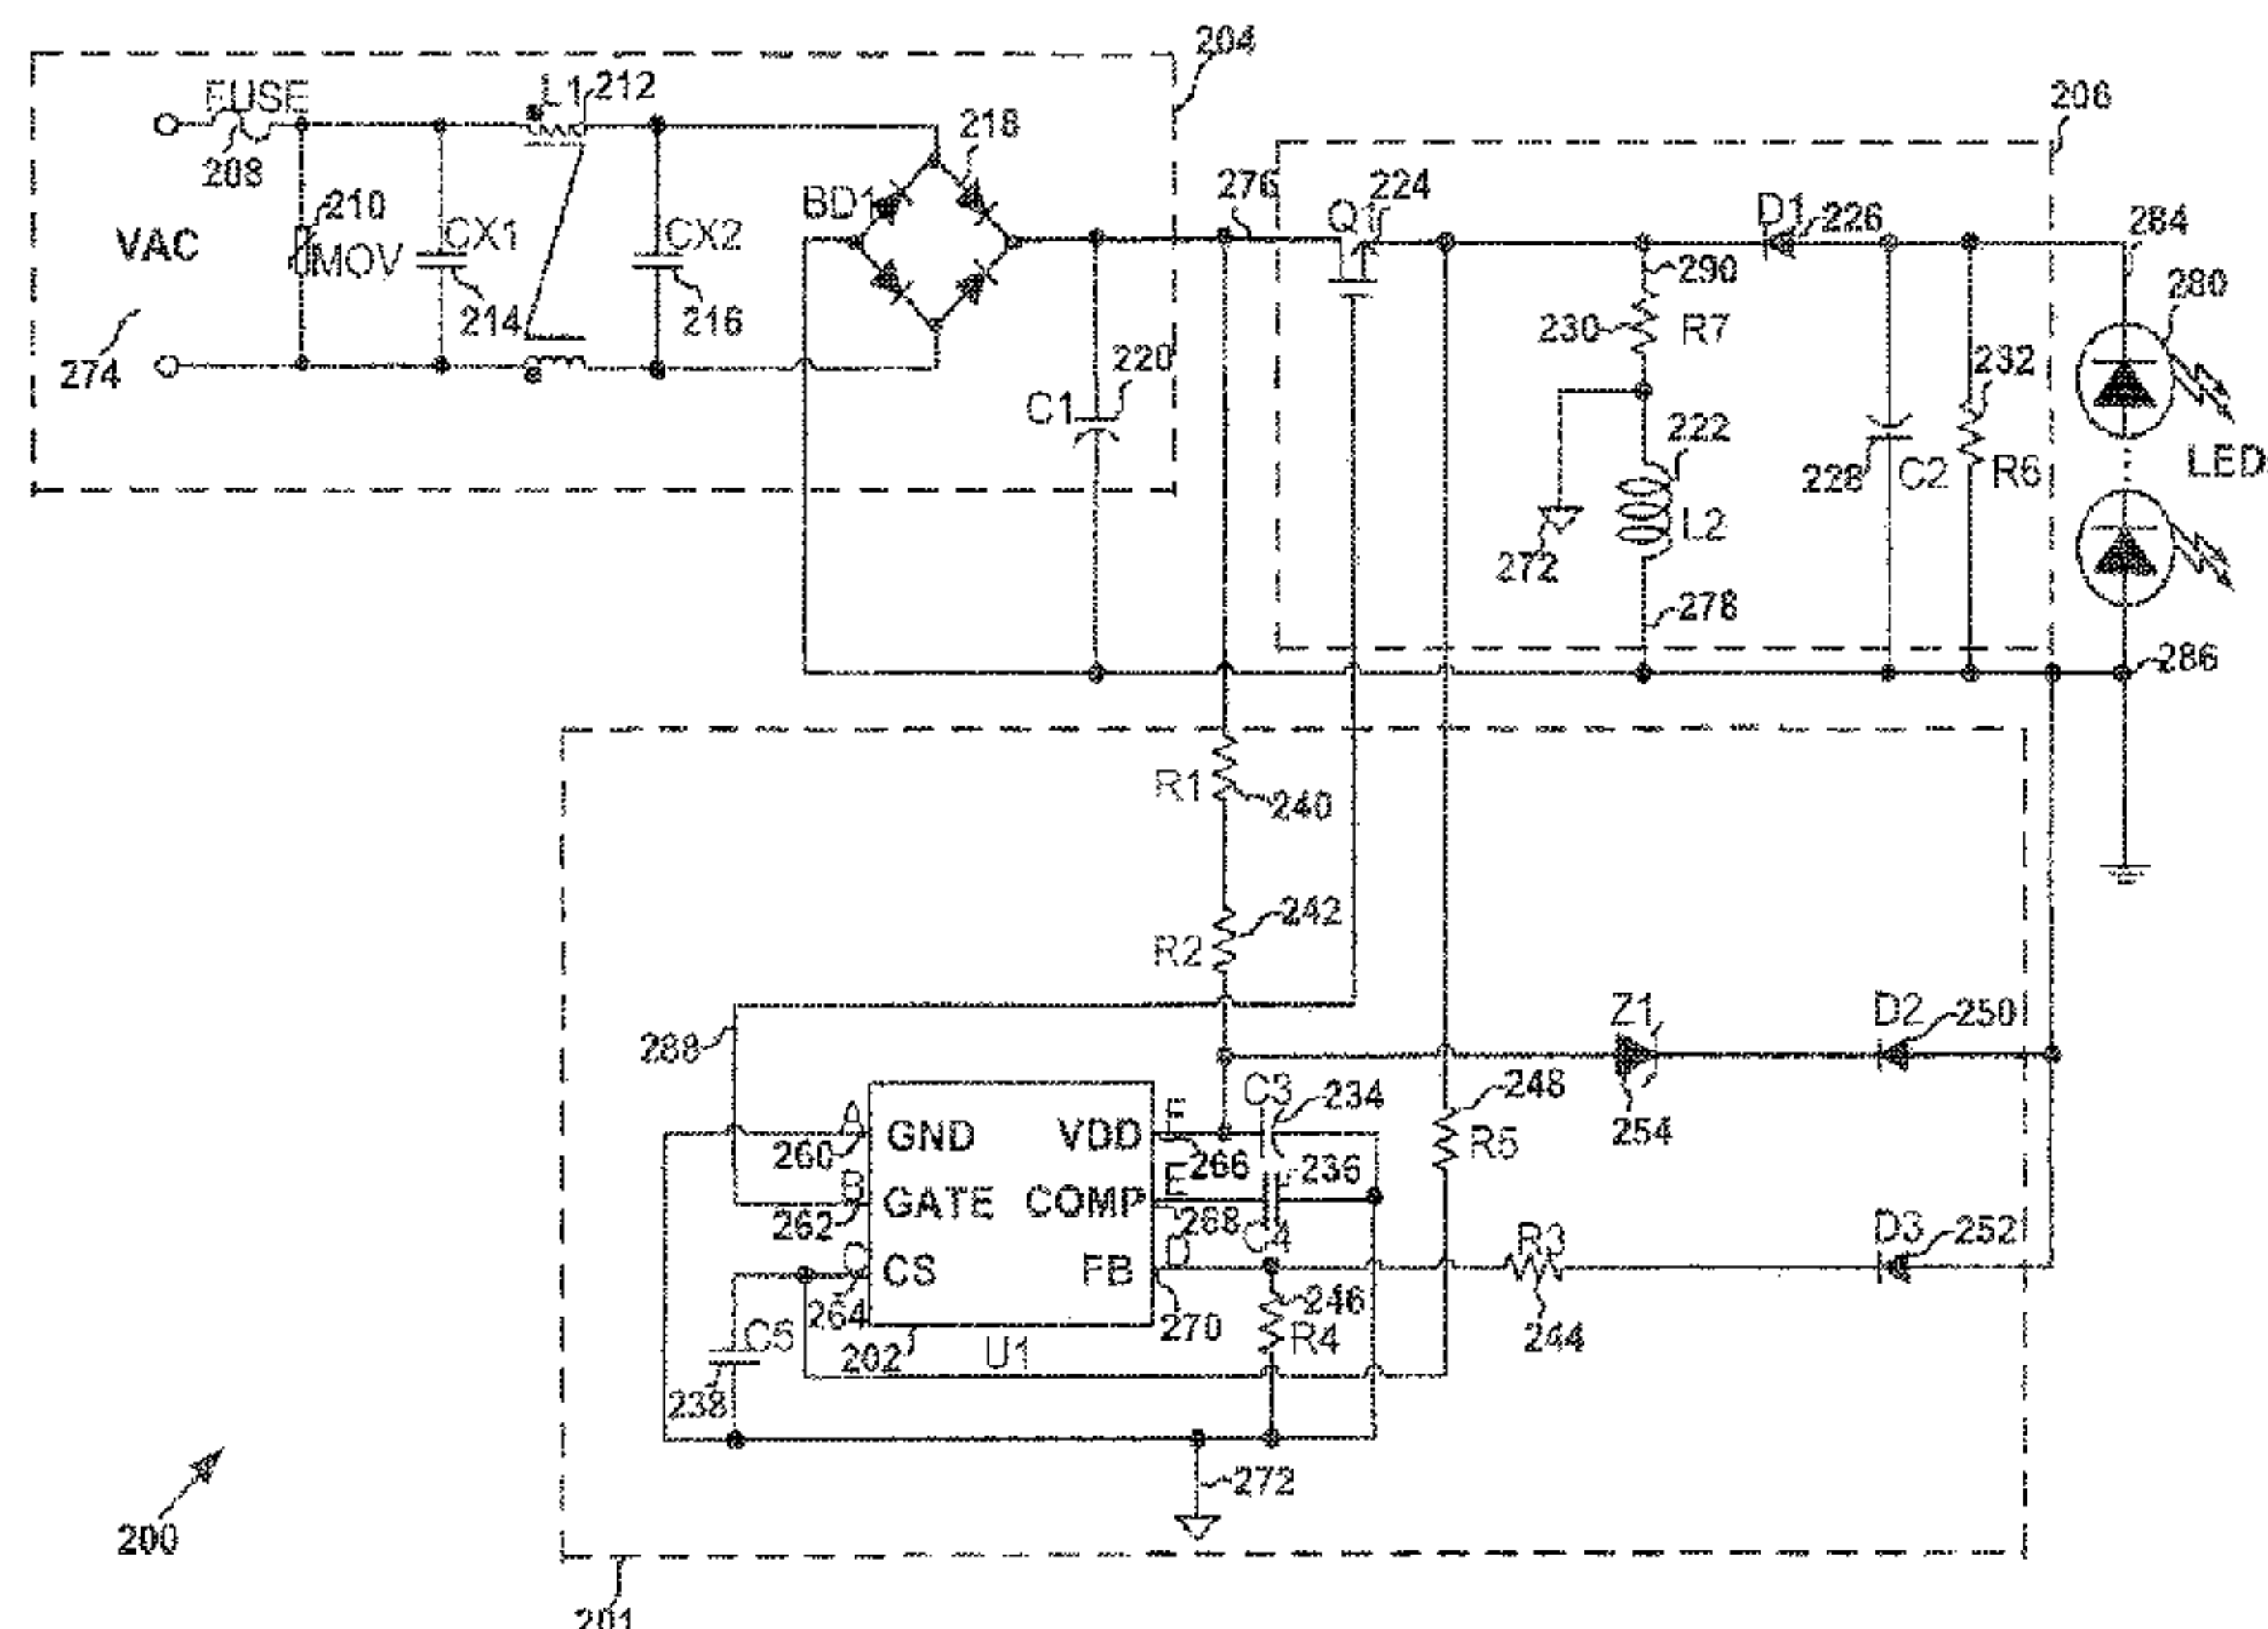 204
FUSE
L1
212
208
218
206
210
MOV
VAC
CX1
CX2
BD1
276
Q1
224
D1
226
284
214
216
290
280
274
230
R7
C1
220
232
222
LED
228
C2
R6
272
L2
278
286
R1
240
R2
242
Z1
D2
250
288
C3
234
254
248
R5
A
GND
VDD
F
260
266
236
B
GATE
COMP
E
262
268
C4
R3
D3
252
C
CS
FB
D
264
246
C5
202
U1
270
R4
244
238
272
200
201